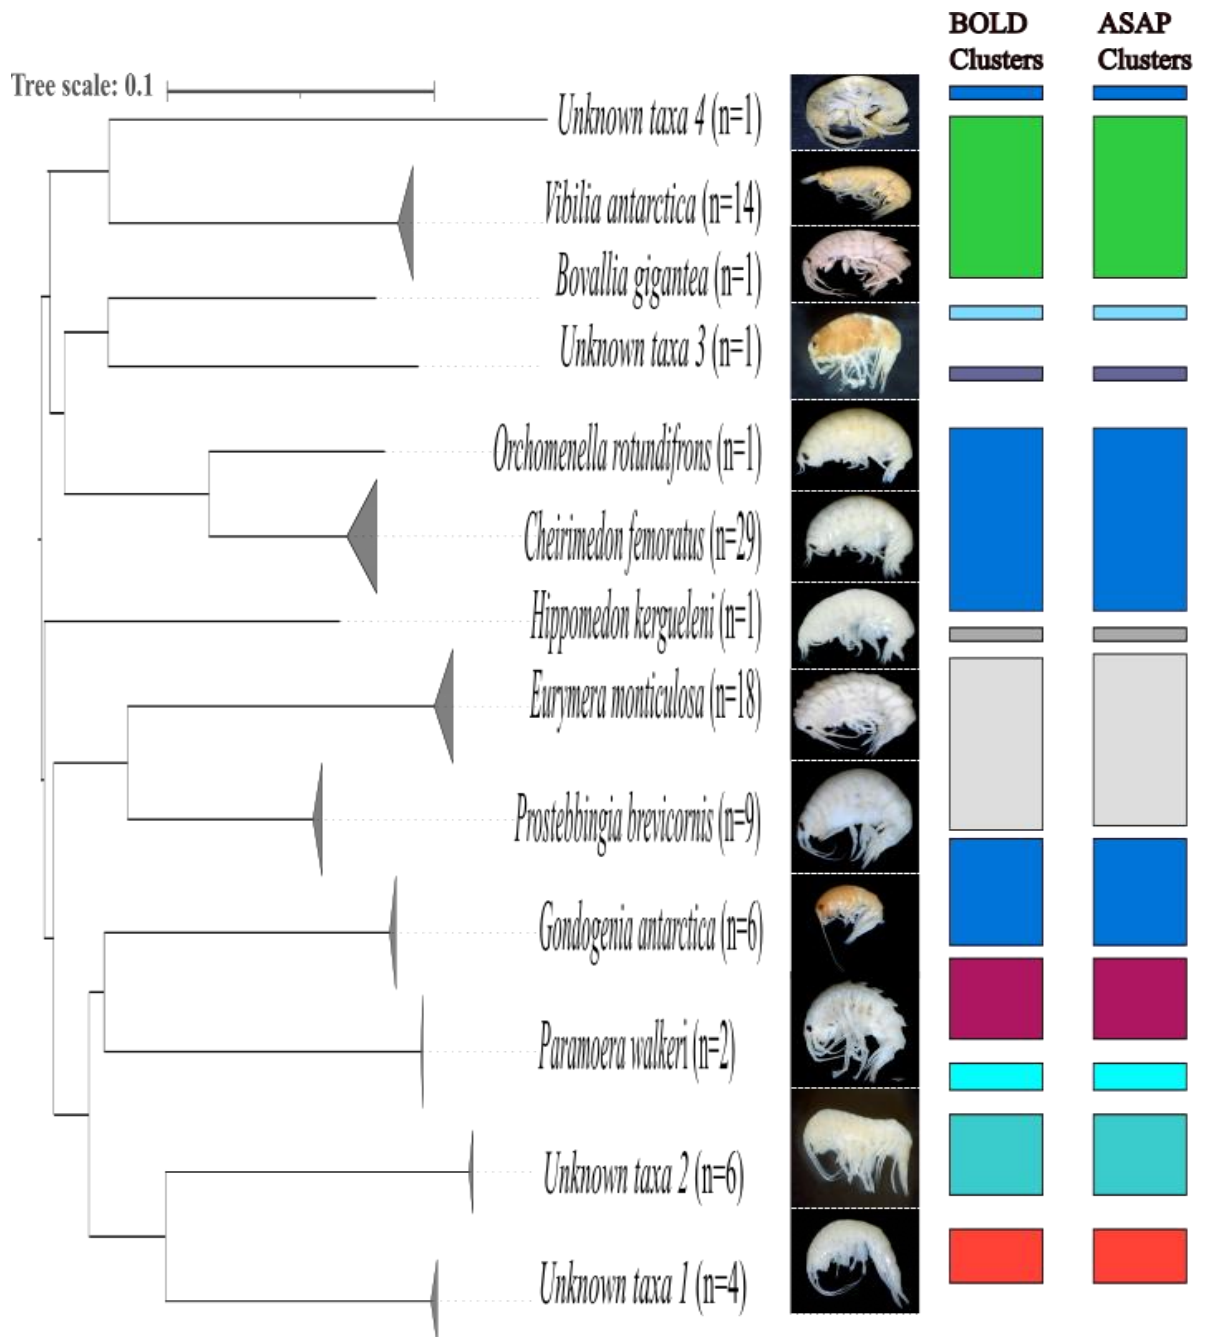 BOLD
Clusters
ASAP
Clusters
Tree scale: 0.1
Unknown taxa 4 (n=1)
Vibilia antarctica (n=14)
Bovallia gigantea (n=1)
Unknown taxa 3 (n=1)
Orchomenella rotundifrons (n=1)
Cheirimedon femoratus (n=29)
Hippomedon kergueleni (n=1)
Eurymera monticulosa (n=18)
Prostebbingia brevicornis (n=9)
Gondogenia antarctica (n=6)
Paramoera walkeri (n=2)
Unknown taxa 2 (n=6)
Unknown taxa 1 (n=4)